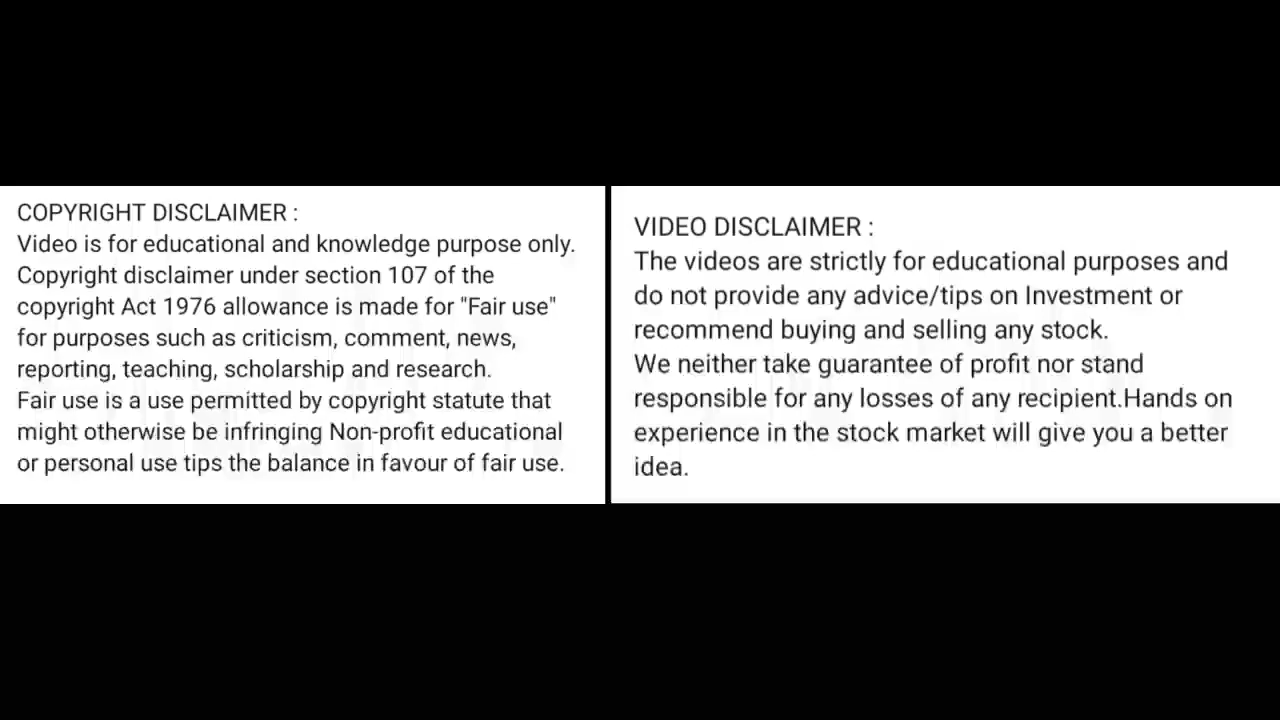 COPYRIGHT DISCLAIMER :
Video is for educational and knowledge purpose only.
Copyright disclaimer under section 107 of the
copyright Act 1976 allowance is made for "Fair use"
for purposes such as criticism, comment, news,
reporting, teaching, scholarship and research.
Fair use is a use permitted by copyright statute that
might otherwise be infringing Non-profit educational
or personal use tips the balance in favour of fair use.
VIDEO DISCLAIMER :
The videos are strictly for educational purposes and
do not provide any advice/tips on Investment or
recommend buying and selling any stock.
We neither take guarantee of profit nor stand
responsible for any losses of any recipient.Hands on
experience in the stock market will give you a better
idea.